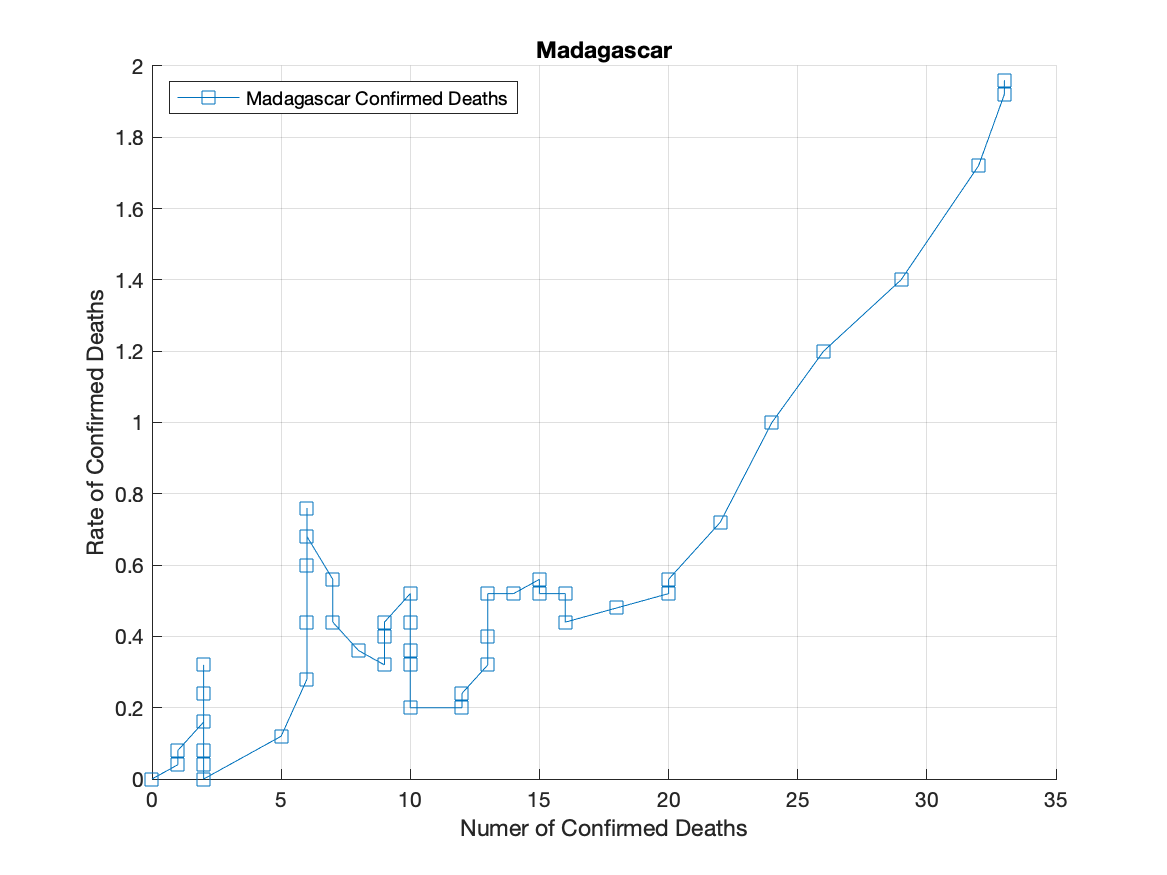 Madagascar
Madagascar Confirmed Deaths
2
1.8
1.6
1.4
1.2
1
0.8
0.6
0.4
0.2
0
Rate of Confirmed Deaths
0 5 10 15 20 25 30 35
Numer of Confirmed Deaths